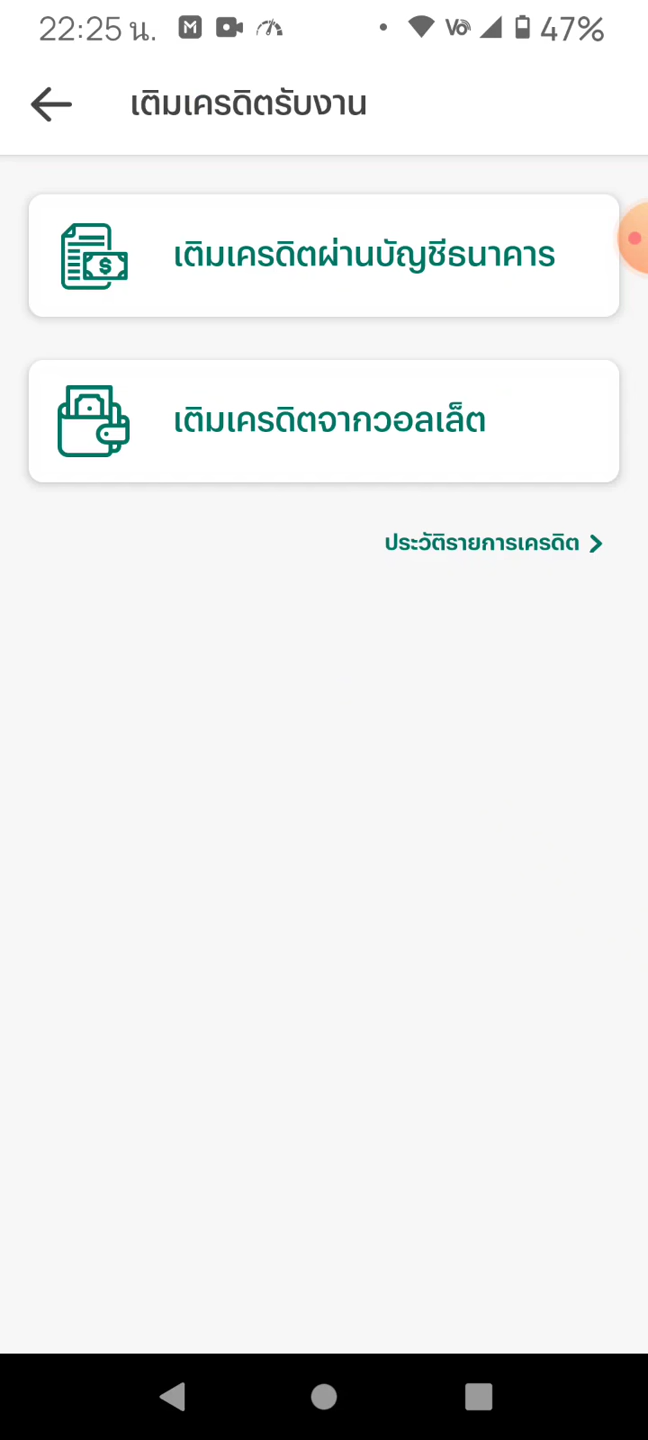 22:25 น. 47%
เติมเครดิตรับงาน
เติมเครดิตผ่านบัญชีธนาคาร
เติมเครดิตจากวอลเล็ต
ประวัติรายการเครดิต